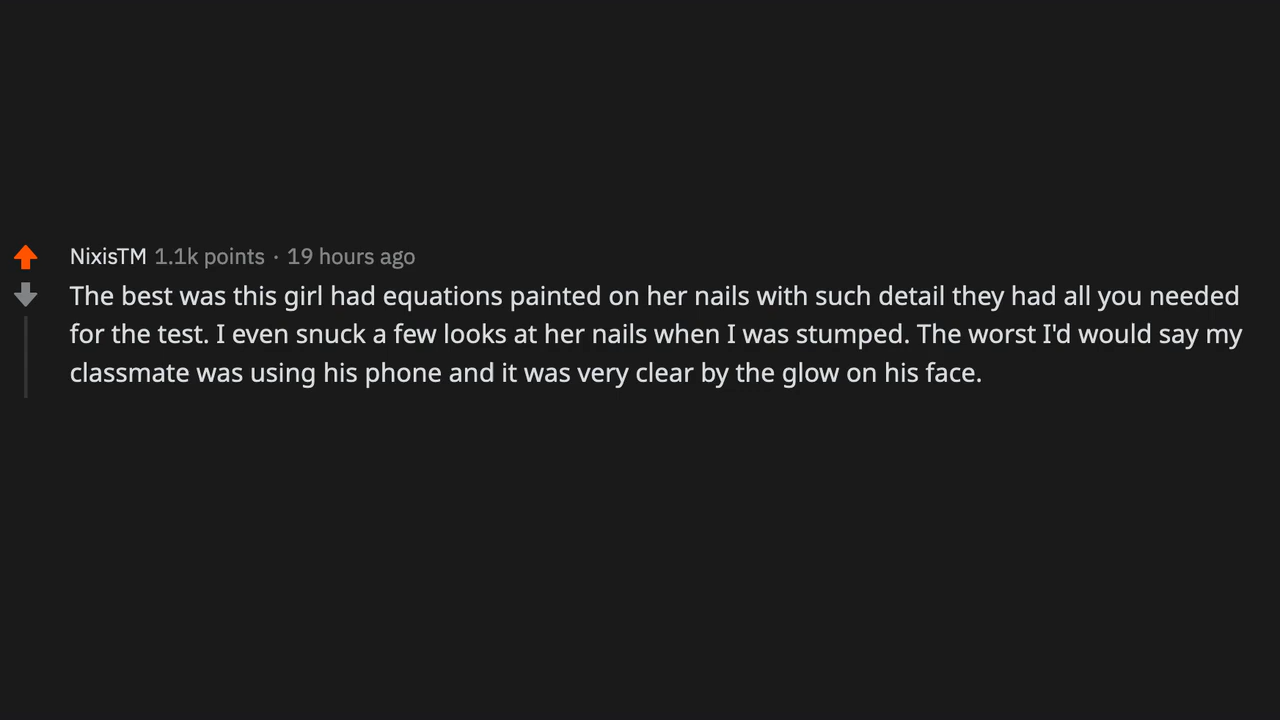 NixisTM 1.1k points · 19 hours ago
The best was this girl had equations painted on her nails with such detail they had all you needed
for the test. I even snuck a few looks at her nails when I was stumped. The worst I'd would say my
classmate was using his phone and it was very clear by the glow on his face.